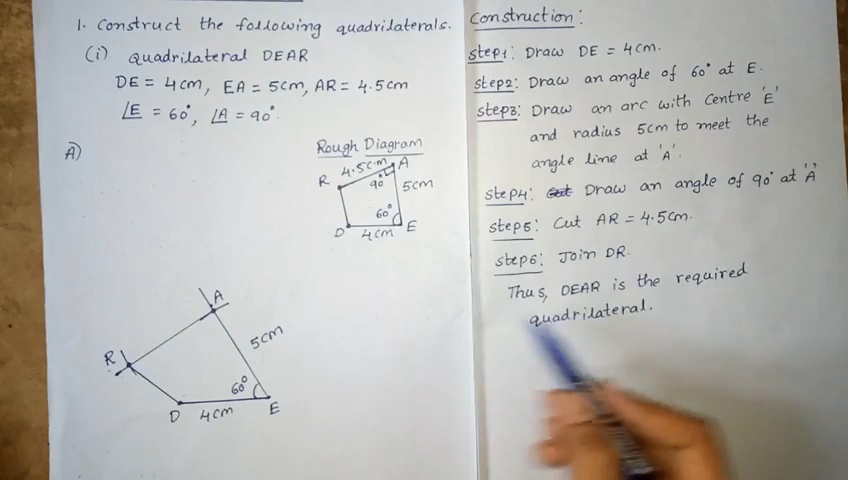 1. Construct the following quadrilaterals.
(i) quadrilateral DEAR
DE = 4cm, EA = 5cm, AR = 4.5cm
∠E = 60°, ∠A = 90°.
A)
Rough Diagram
4.5c.m
A
R
90°
5cm
60°
D
4cm
E
A
5cm
R
60°
D
4cm
E
Construction:
Step1: Draw DE = 4cm.
Step2: Draw an angle of 60° at E.
Step3: Draw an arc with centre 'E'
and radius 5cm to meet the
angle line at 'A'.
Step4: Draw an angle of 90° at 'A'
Step5: Cut AR = 4.5cm.
Step6: Join DR.
Thus, DEAR is the required
quadrilateral.